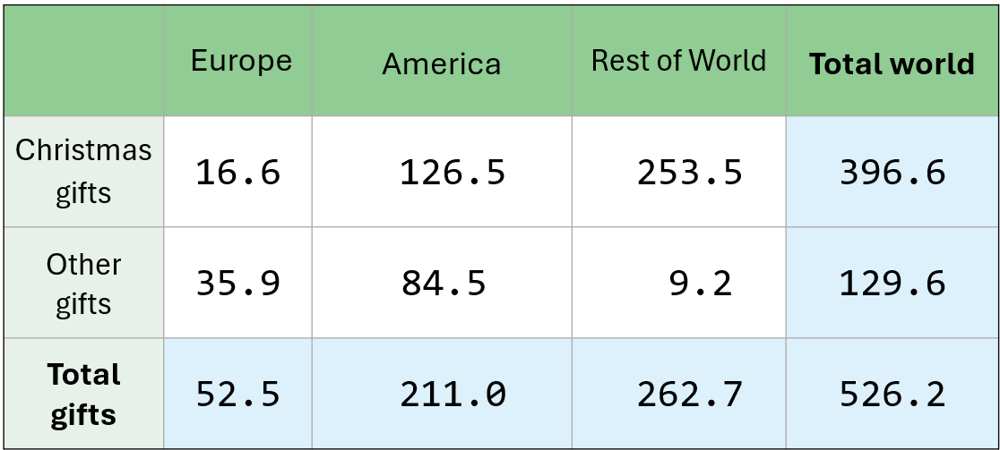 Europe America Rest of World Total world
Christmas
gifts
16.6 126.5 253.5 396.6
Other
gifts
35.9 84.5 9.2 129.6
Total
gifts
52.5 211.0 262.7 526.2